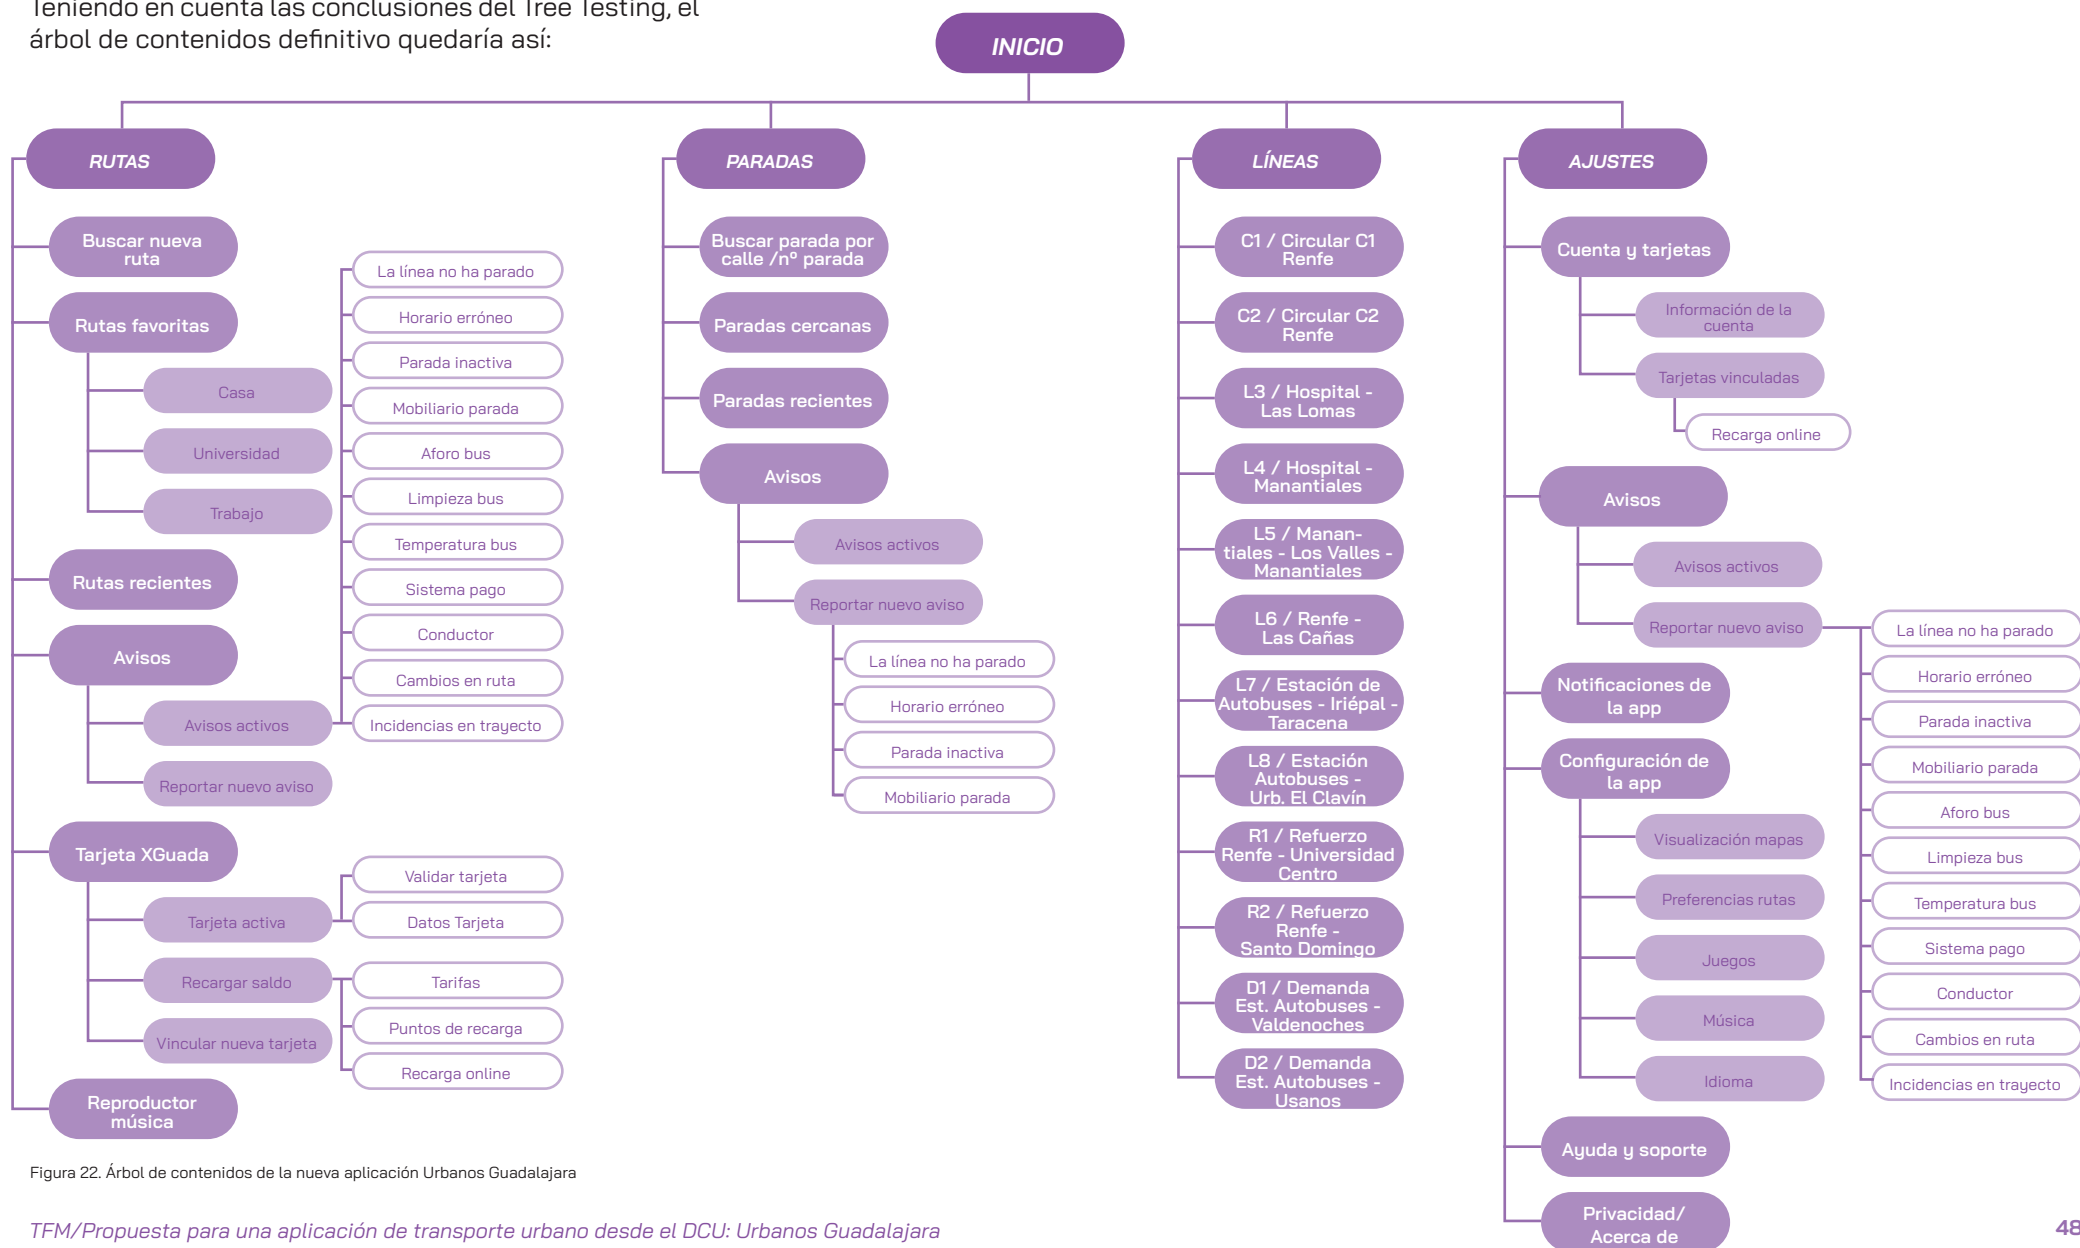 Teniendo en cuenta las conclusiones del Tree Testing, el
árbol de contenidos definitivo quedaría así:
INICIO
RUTAS
Buscar nueva
ruta
Rutas favoritas
Casa
Universidad
Trabajo
Rutas recientes
Avisos
Avisos activos
La línea no ha parado
Horario erróneo
Parada inactiva
Mobiliario parada
Aforo bus
Limpieza bus
Temperatura bus
Sistema pago
Conductor
Cambios en ruta
Incidencias en trayecto
Reportar nuevo aviso
Tarjeta XGuada
Tarjeta activa
Validar tarjeta
Datos Tarjeta
Recargar saldo
Tarifas
Puntos de recarga
Recarga online
Vincular nueva tarjeta
Reproductor
música
PARADAS
Buscar parada por
calle /nº parada
Paradas cercanas
Paradas recientes
Avisos
Avisos activos
Reportar nuevo aviso
La línea no ha parado
Horario erróneo
Parada inactiva
Mobiliario parada
LÍNEAS
C1 / Circular C1
Renfe
C2 / Circular C2
Renfe
L3 / Hospital -
Las Lomas
L4 / Hospital -
Manantiales
L5 / Manan-
tiales - Los Valles -
Manantiales
L6 / Renfe -
Las Cañas
L7 / Estación de
Autobuses - Iriépal -
Taracena
L8 / Estación
Autobuses -
Urb. El Clavín
R1 / Refuerzo
Renfe - Universidad
Centro
R2 / Refuerzo
Renfe -
Santo Domingo
D1 / Demanda
Est. Autobuses -
Valdenoches
D2 / Demanda
Est. Autobuses -
Usanos
AJUSTES
Cuenta y tarjetas
Información de la
cuenta
Tarjetas vinculadas
Recarga online
Avisos
Avisos activos
Reportar nuevo aviso
La línea no ha parado
Horario erróneo
Parada inactiva
Mobiliario parada
Aforo bus
Limpieza bus
Temperatura bus
Sistema pago
Conductor
Cambios en ruta
Incidencias en trayecto
Notificaciones de
la app
Configuración de
la app
Visualización mapas
Preferencias rutas
Juegos
Música
Idioma
Ayuda y soporte
Privacidad/
Acerca de
Figura 22. Árbol de contenidos de la nueva aplicación Urbanos Guadalajara
TFM/Propuesta para una aplicación de transporte urbano desde el DCU: Urbanos Guadalajara
48